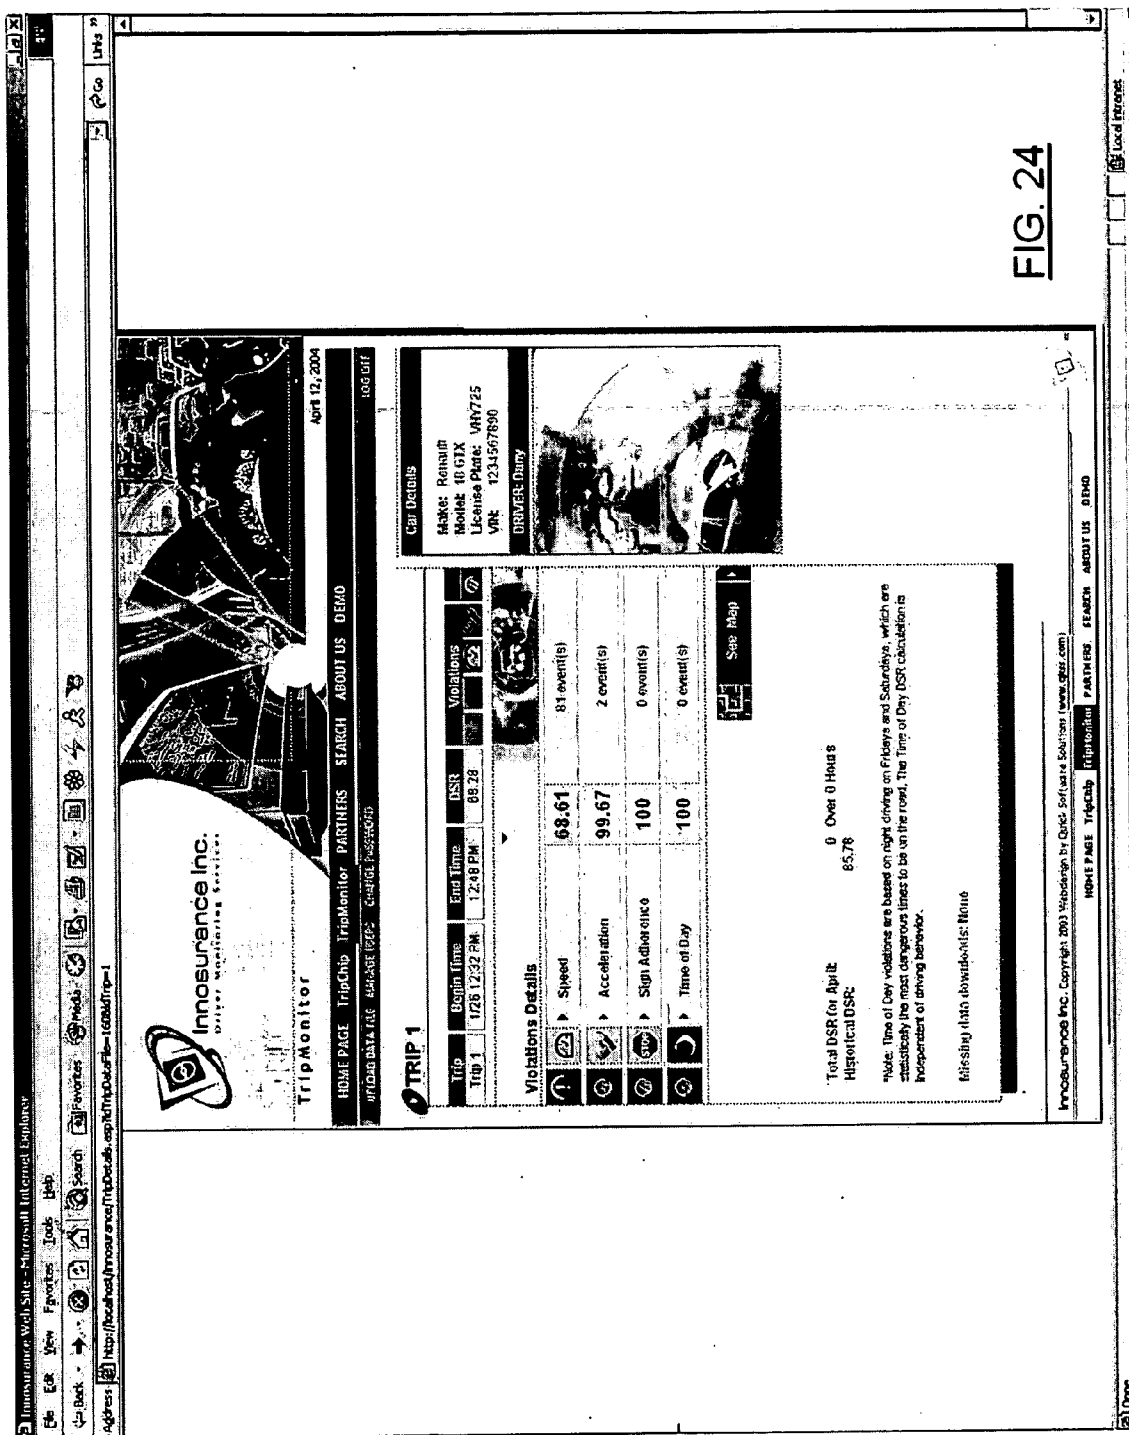 Innosurance Web Site - Microsoft Internet Explorer
File Edit View Favorites Tools Help
Back Search Favorites Media
Address http://localhost/Innosurance/TripDetails.asp?IdTripDataFile=160&IdTrip=1 Go Links »
Innosurance Inc.
Driver Monitoring Services
TripMonitor
April 12, 2004
HOME PAGE TripChip TripMonitor PARTNERS SEARCH ABOUT US DEMO
UPLOAD DATA FILE MANAGE CHANGE PASSWORD LOG OFF
TRIP 1
Trip Begin Time End Time DSR Violations
Trip 1 1/26 12:32 PM 12:48 PM 88.28
Violations Details
Speed 68.61 81 event(s)
Acceleration 99.67 2 event(s)
STOP Sign Adherence 100 0 event(s)
Time of Day 100 0 event(s)
See Map
Total DSR for April: 0 Over 0 Hours
Historical DSR: 85.78
*Note: Time of Day violations are based on night driving on Fridays and Saturdays, which are
statistically the most dangerous times to be on the road. The Time of Day DSR calculation is
independent of driving behavior.
Missing data downloads: None
Car Details
Make: Renault
Model: 18 GTX
License Plate: VHY725
VIN: 1234567890
DRIVER: Dany
Innosurance Inc. Copyright 2003 Webdesign by Quick Software Solutions
HOME PAGE TripChip TripMonitor PARTNERS SEARCH ABOUT US DEMO
Done
Local intranet
FIG. 24